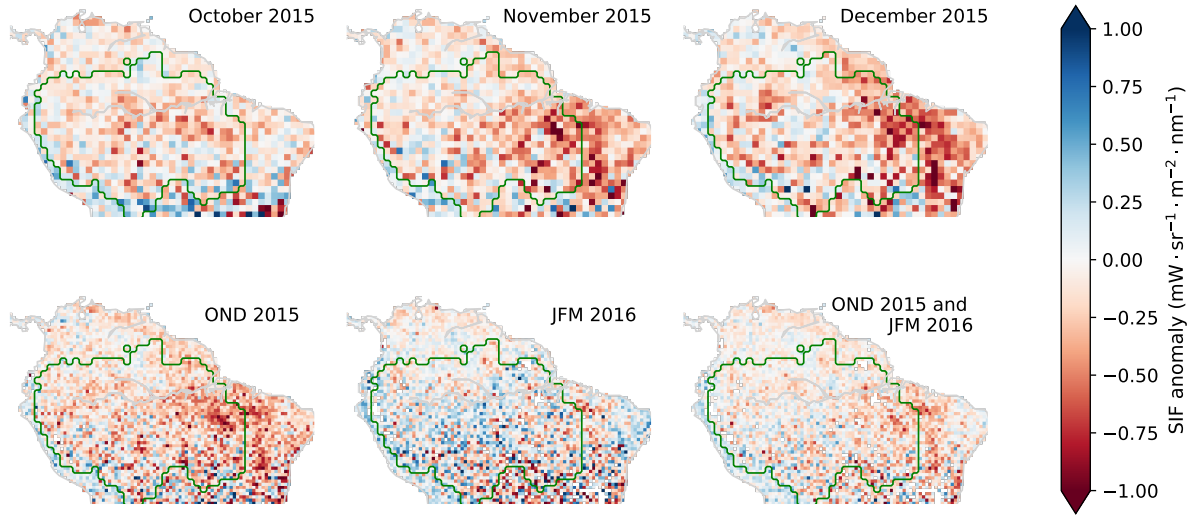 October 2015
November 2015
December 2015
OND 2015
JFM 2016
OND 2015 and
JFM 2016
1.00
0.75
0.50
0.25
0.00
−0.25
−0.50
−0.75
−1.00
SIF anomaly (mW · sr⁻¹ · m⁻² · nm⁻¹)